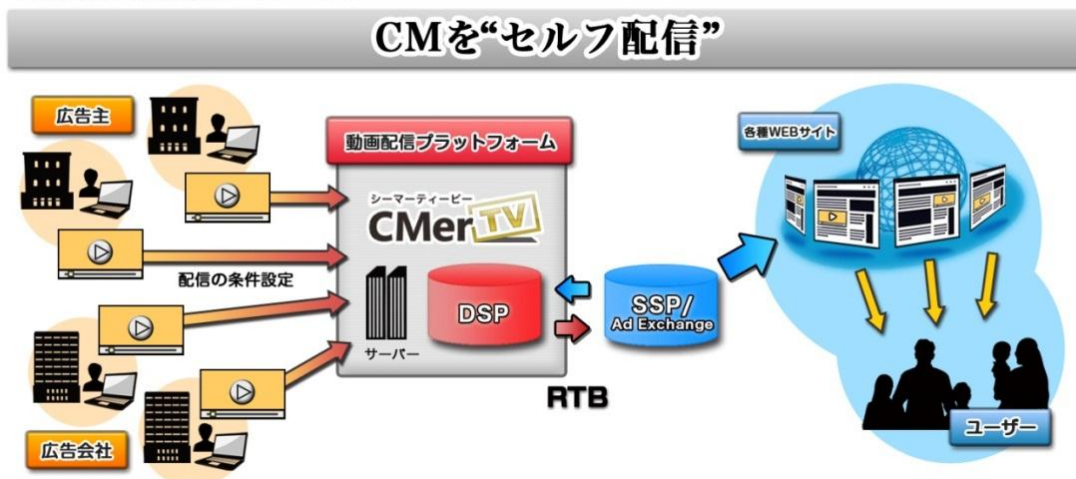 CMを“セルフ配信”
広告主
動画配信プラットフォーム
各種WEBサイト
シーマーティービー
CMerTV
配信の条件設定
DSP
SSP/
Ad Exchange
サーバー
RTB
ユーザー
広告会社